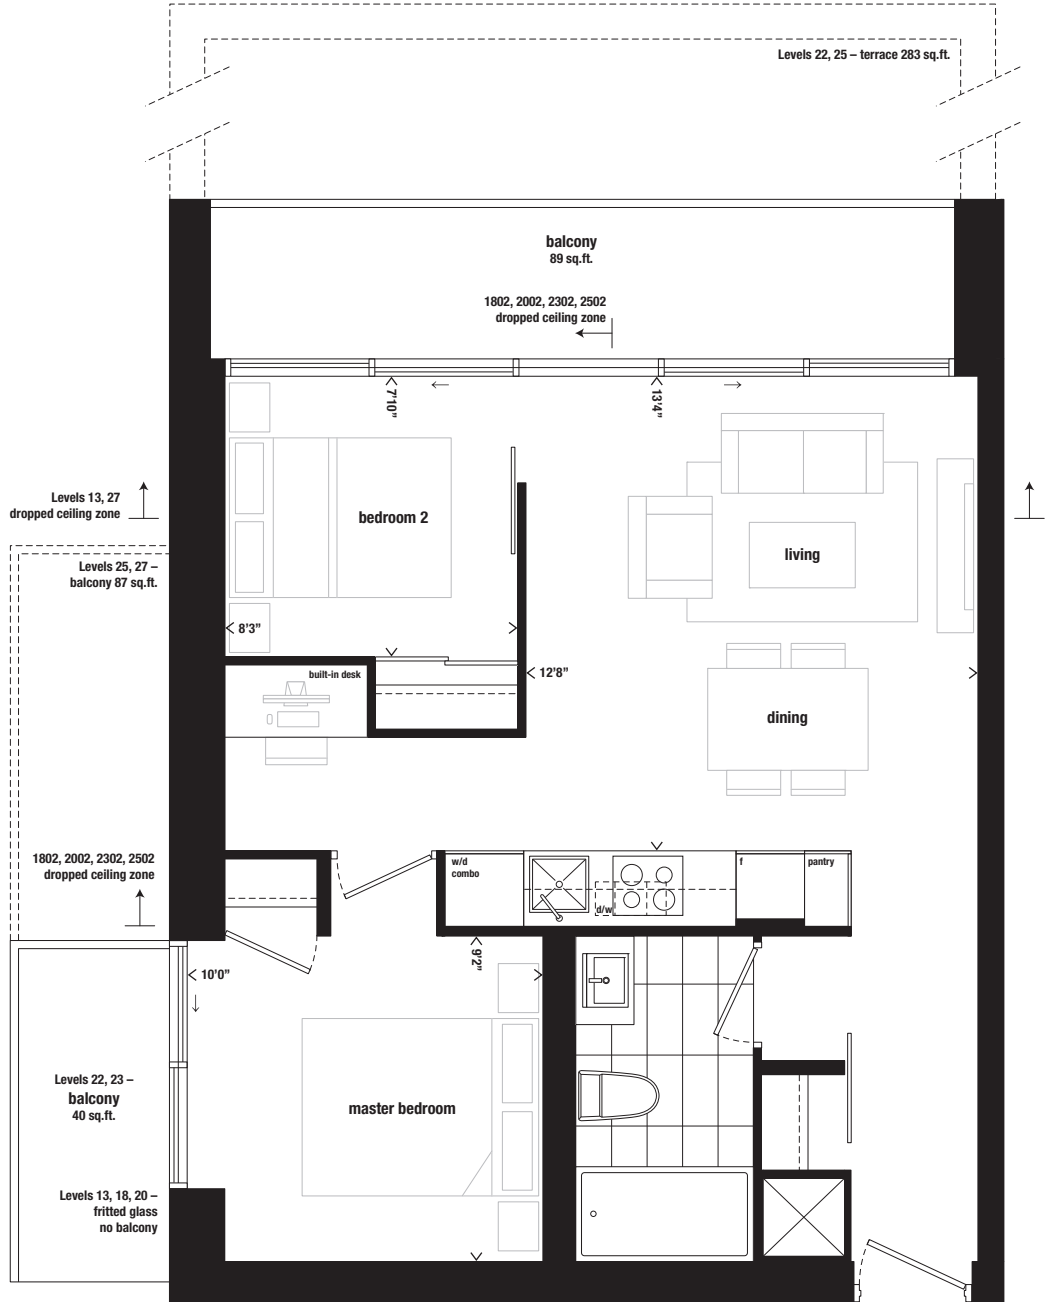 Levels 22, 25 – terrace 283 sq.ft.
balcony
89 sq.ft.
1802, 2002, 2302, 2502
dropped ceiling zone
7'10"
13'4"
Levels 13, 27
dropped ceiling zone
bedroom 2
living
Levels 25, 27 –
balcony 87 sq.ft.
8'3"
built-in desk
12'8"
dining
1802, 2002, 2302, 2502
dropped ceiling zone
w/d
combo
d/w
f
pantry
9'2"
10'0"
Levels 22, 23 –
balcony
40 sq.ft.
master bedroom
Levels 13, 18, 20 –
fritted glass
no balcony